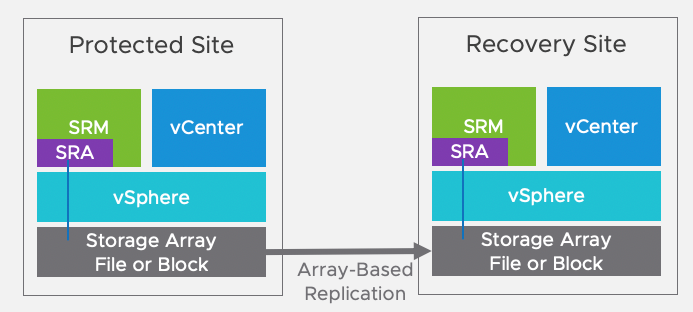 Protected Site
SRM
SRA
vCenter
vSphere
Storage Array
File or Block
Array-Based
Replication
Recovery Site
SRM
SRA
vCenter
vSphere
Storage Array
File or Block